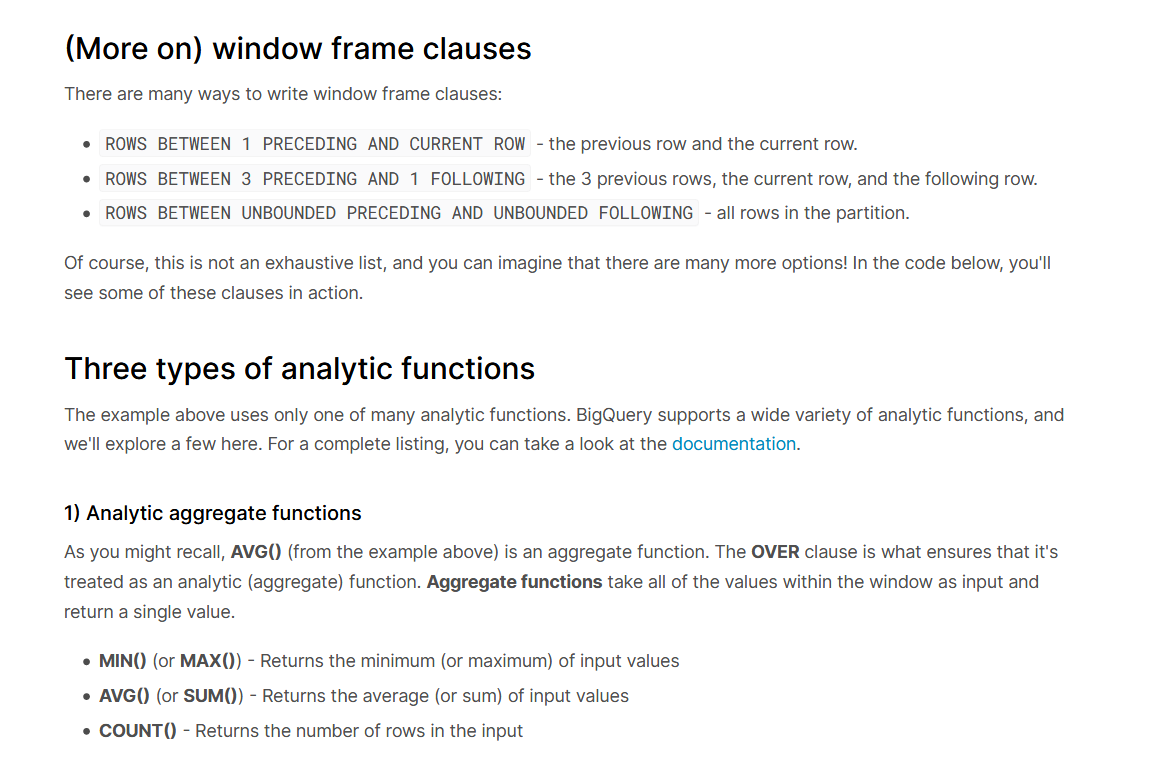 (More on) window frame clauses
There are many ways to write window frame clauses:
• ROWS BETWEEN 1 PRECEDING AND CURRENT ROW - the previous row and the current row.
• ROWS BETWEEN 3 PRECEDING AND 1 FOLLOWING - the 3 previous rows, the current row, and the following row.
• ROWS BETWEEN UNBOUNDED PRECEDING AND UNBOUNDED FOLLOWING - all rows in the partition.
Of course, this is not an exhaustive list, and you can imagine that there are many more options! In the code below, you'll
see some of these clauses in action.
Three types of analytic functions
The example above uses only one of many analytic functions. BigQuery supports a wide variety of analytic functions, and
we'll explore a few here. For a complete listing, you can take a look at the documentation.
1) Analytic aggregate functions
As you might recall, AVG() (from the example above) is an aggregate function. The OVER clause is what ensures that it's
treated as an analytic (aggregate) function. Aggregate functions take all of the values within the window as input and
return a single value.
• MIN() (or MAX()) - Returns the minimum (or maximum) of input values
• AVG() (or SUM()) - Returns the average (or sum) of input values
• COUNT() - Returns the number of rows in the input